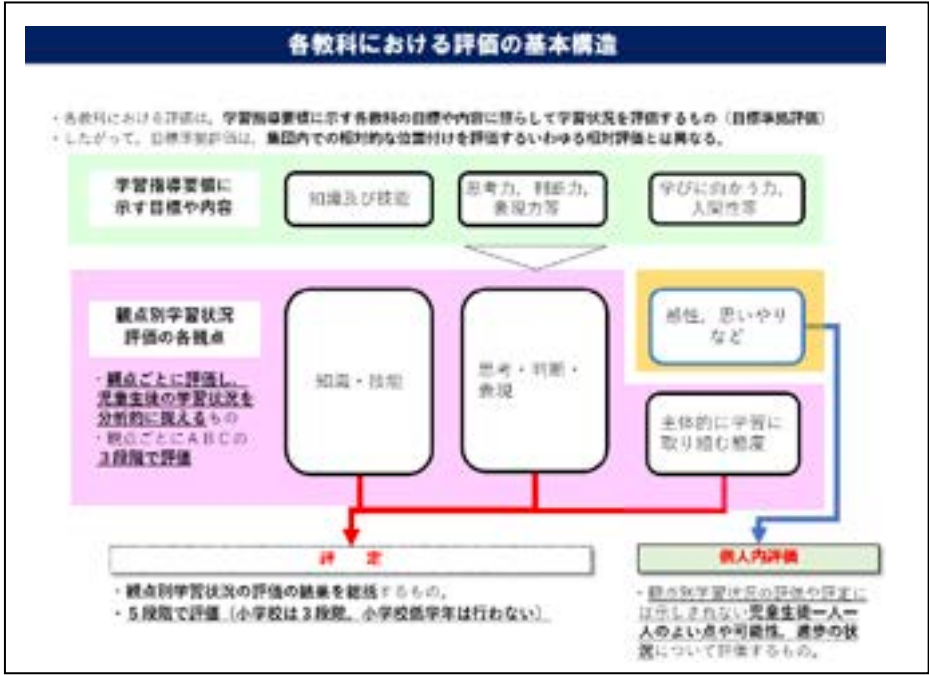 各教科における評価の基本構造
・各教科における評価は、学習指導要領に示す各教科の目標や内容に照らして学習状況を評価するもの(目標準拠評価)
・したがって、目標準拠評価は、集団内での相対的な位置付けを評価するいわゆる相対評価とは異なる。
学習指導要領に
示す目標や内容
知識及び技能
思考力,判断力,
表現力等
学びに向かう力,
人間性等
観点別学習状況
評価の各観点
・観点ごとに評価し、
児童生徒の学習状況を
分析的に捉えるもの
・観点ごとにABCの
3段階で評価
知識・技能
思考・判断・
表現
感性,思いやり
など
主体的に学習に
取り組む態度
評 定
・観点別学習状況の評価の結果を総括するもの。
・5段階で評価(小学校は3段階。小学校低学年は行わない)
個人内評価
・観点別学習状況の評価や評定に
は示しきれない児童生徒一人一
人のよい点や可能性、進歩の状
況について評価するもの。